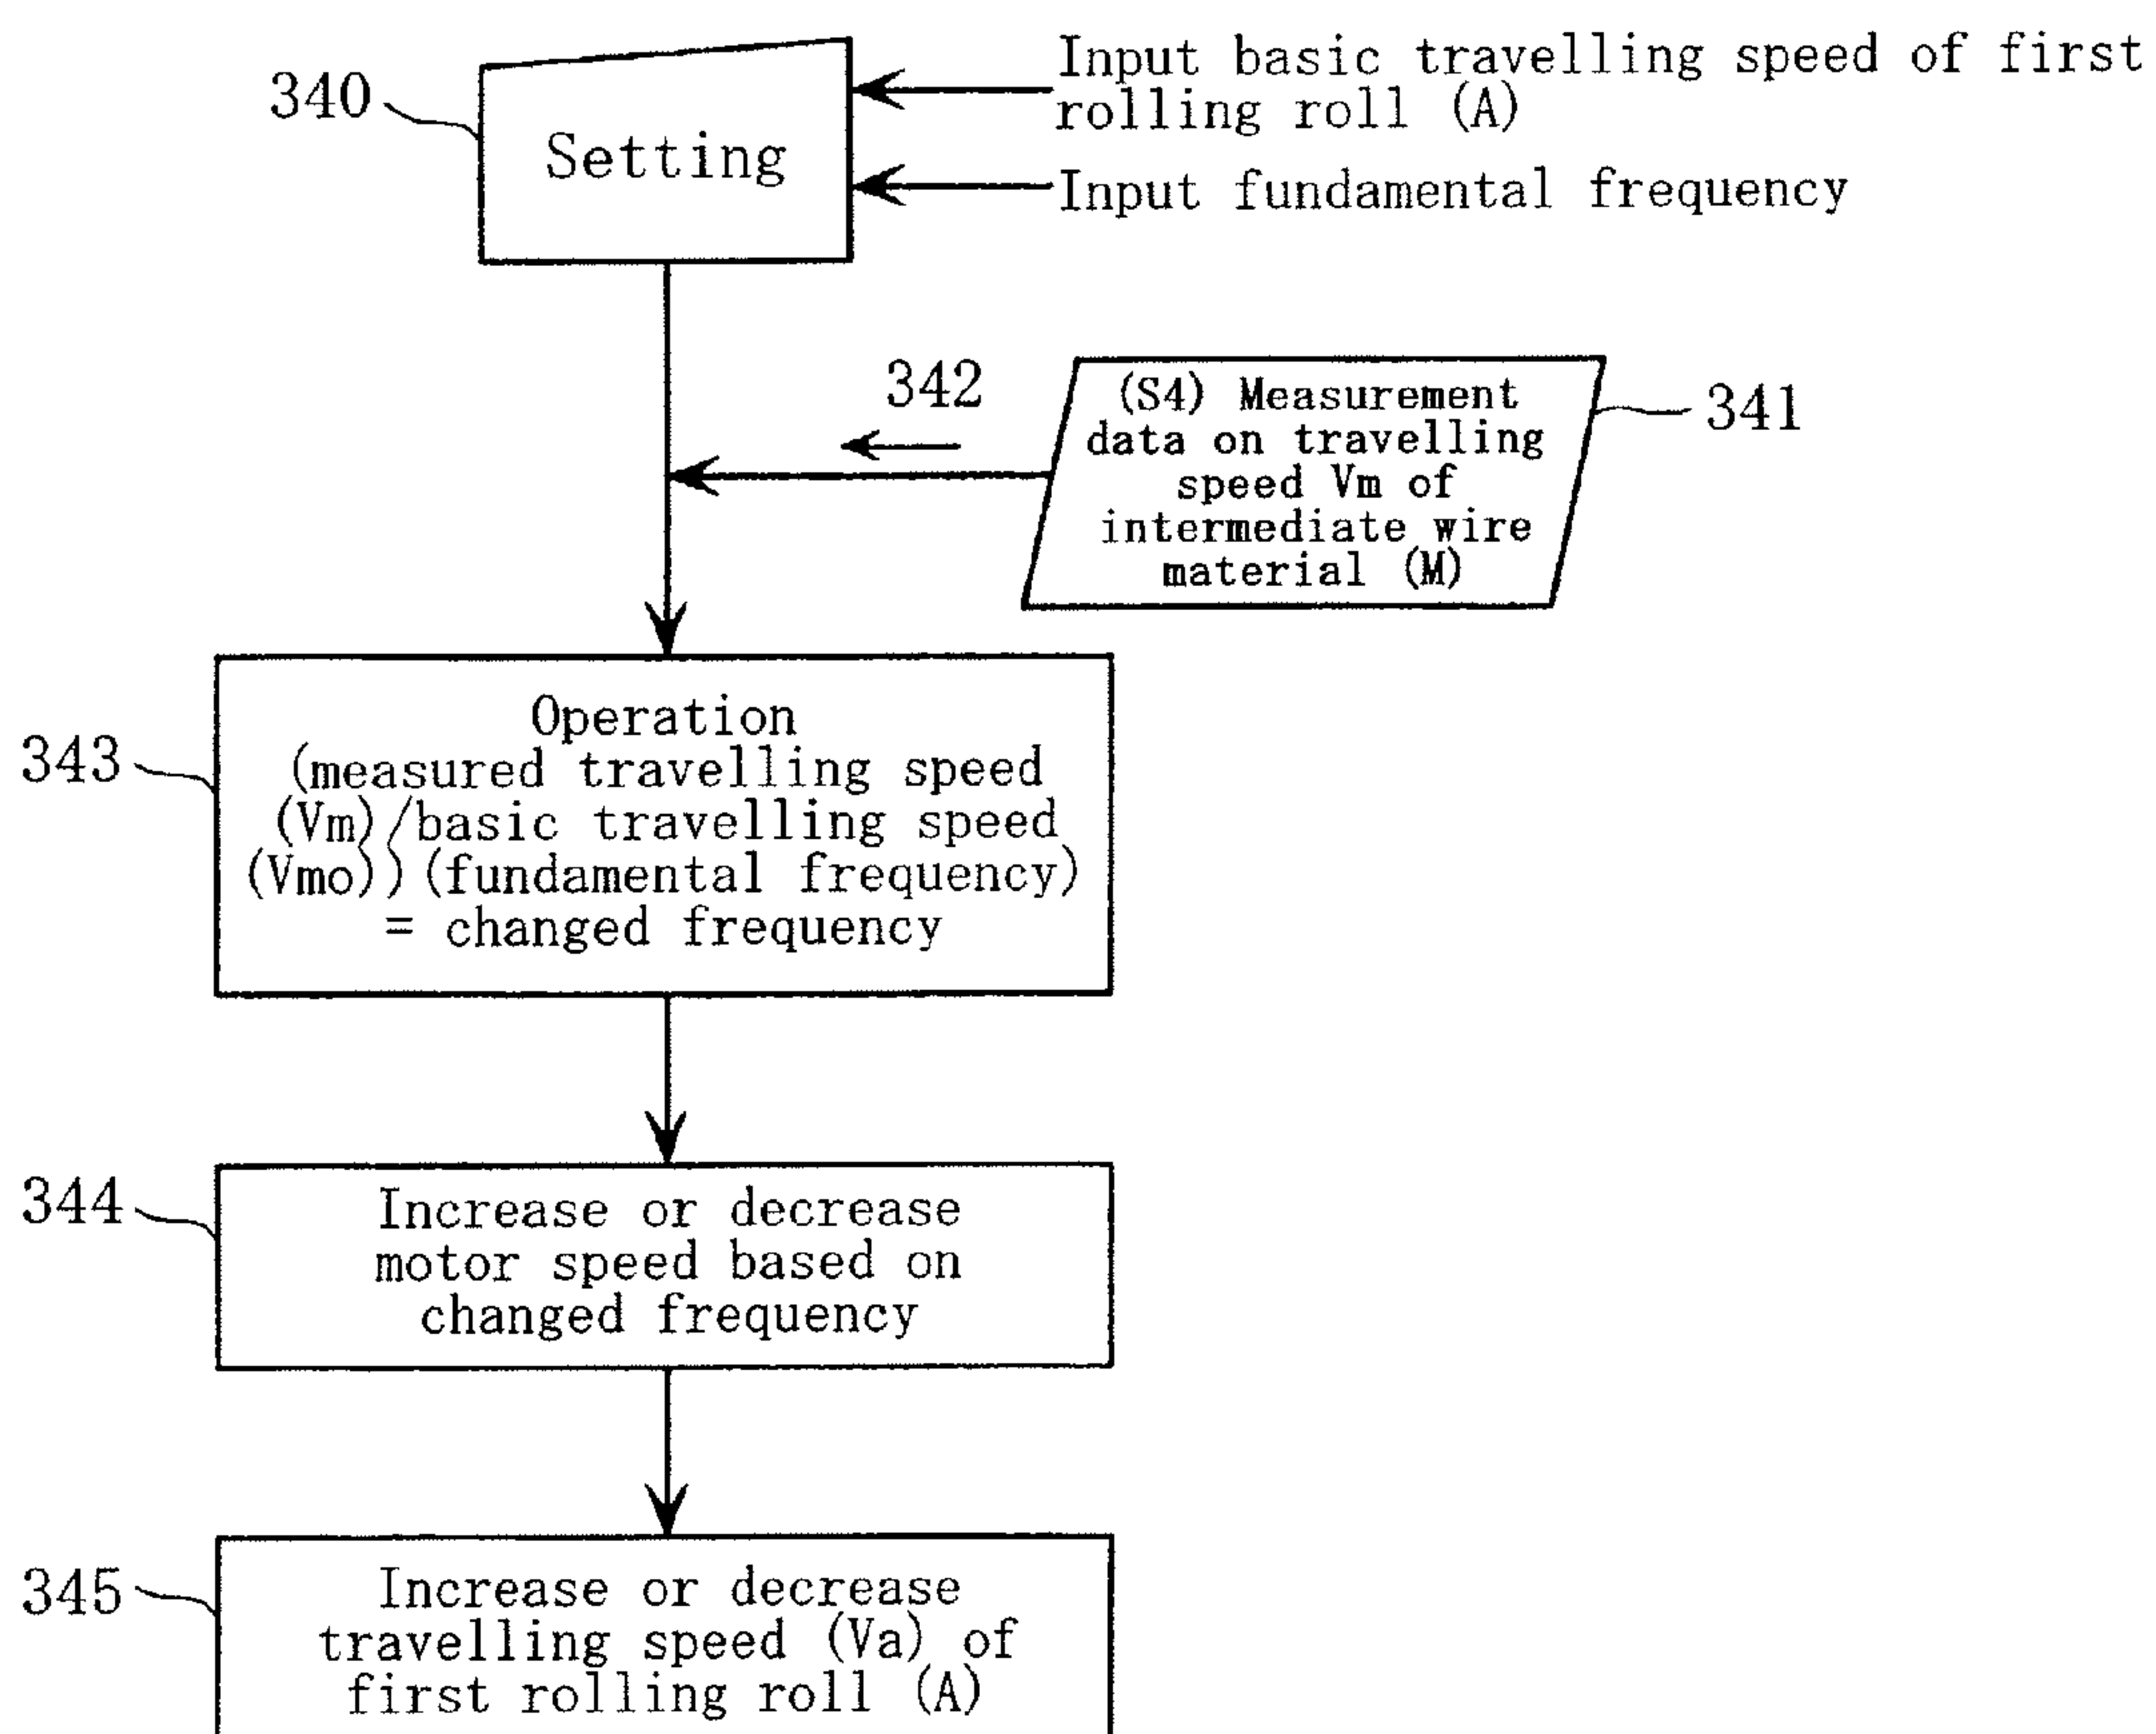 Input basic travelling speed of first
rolling roll (A)
340
Setting
Input fundamental frequency
342
(S4) Measurement
data on travelling
speed Vm of
intermediate wire
material (M)
341
343
Operation
(measured travelling speed
(Vm)/basic travelling speed
(Vmo))(fundamental frequency)
= changed frequency
344
Increase or decrease
motor speed based on
changed frequency
345
Increase or decrease
travelling speed (Va) of
first rolling roll (A)